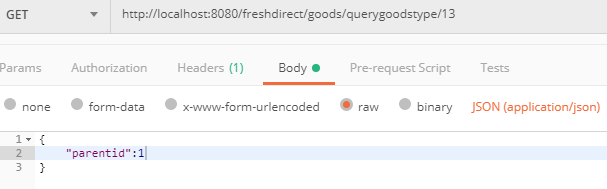 GET http://localhost:8080/freshdirect/goods/querygoodstype/13
Params Authorization Headers (1) Body Pre-request Script Tests
none form-data x-www-form-urlencoded raw binary JSON (application/json)
1 {
2 "parentid":1
3 }